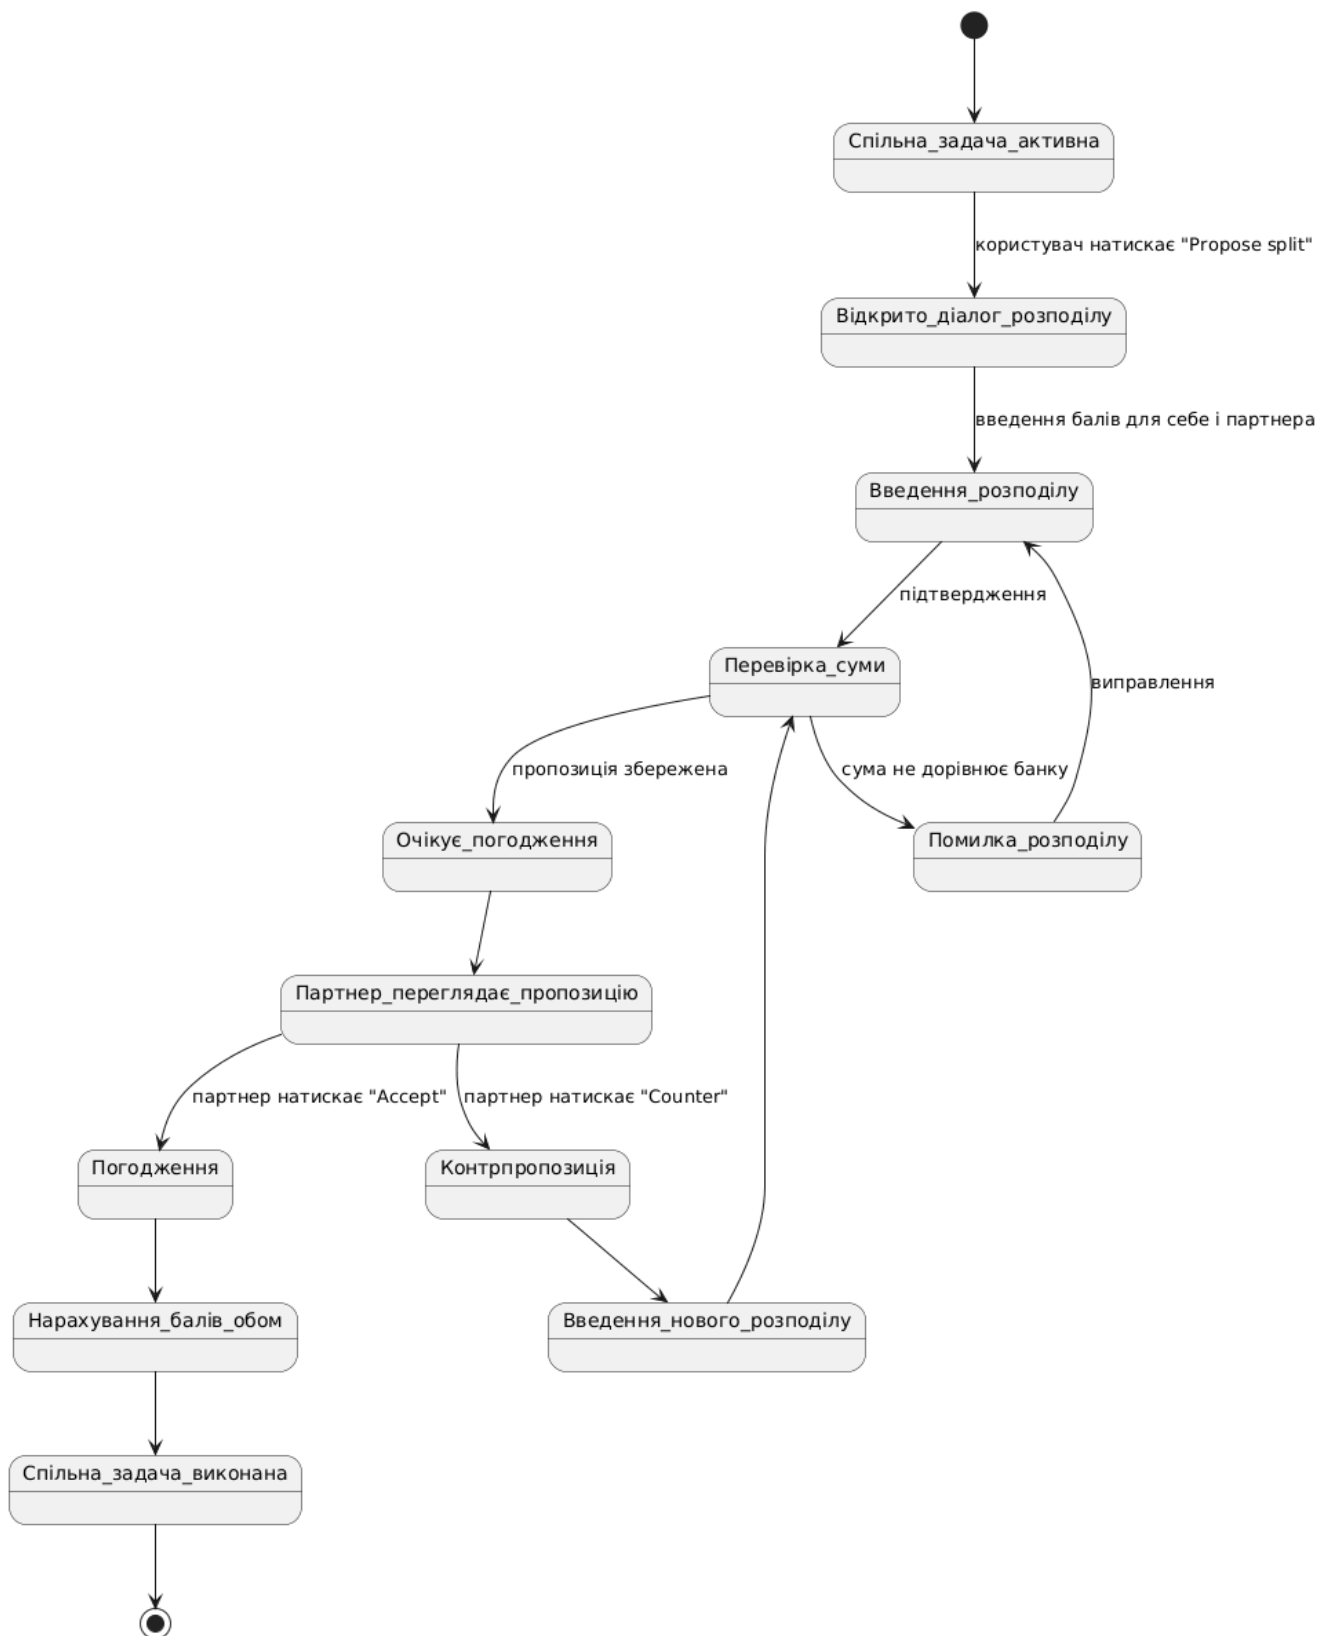 Спільна_задача_активна
користувач натискає "Propose split"
Відкрито_діалог_розподілу
введення балів для себе і партнера
Введення_розподілу
підтвердження
Перевірка_суми
виправлення
пропозиція збережена
сума не дорівнює банку
Очікує_погодження
Помилка_розподілу
Партнер_переглядає_пропозицію
партнер натискає "Accept"
партнер натискає "Counter"
Погодження
Контрпропозиція
Нарахування_балів_обом
Введення_нового_розподілу
Спільна_задача_виконана